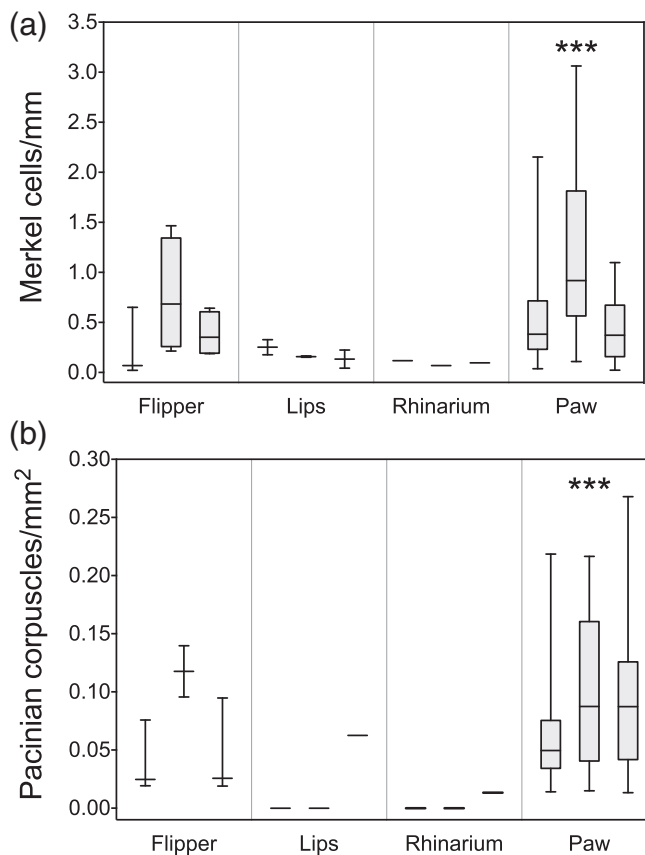 (a)
Merkel cells/mm
3.5
3.0
2.0
1.5
1.0
0.5
0.0
***
Flipper Lips Rhinarium Paw
(b)
Pacinian corpuscles/mm²
0.30
0.25
0.20
0.15
0.10
0.05
0.00
***
Flipper Lips Rhinarium Paw